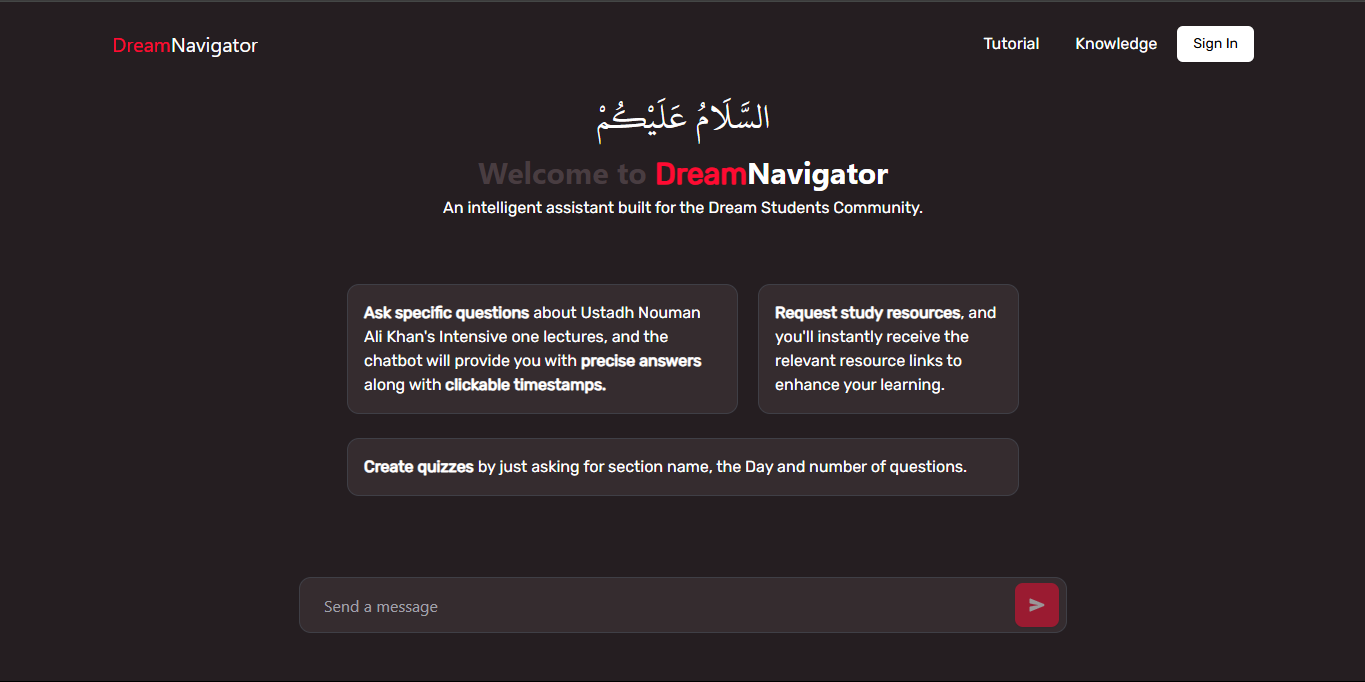 DreamNavigator
Tutorial
Knowledge
Sign In
السَّلَامُ عَلَيْكُمْ
Welcome to DreamNavigator
An intelligent assistant built for the Dream Students Community.
Ask specific questions about Ustadh Nouman
Ali Khan's Intensive one lectures, and the
chatbot will provide you with precise answers
along with clickable timestamps.
Request study resources, and
you'll instantly receive the
relevant resource links to
enhance your learning.
Create quizzes by just asking for section name, the Day and number of questions.
Send a message